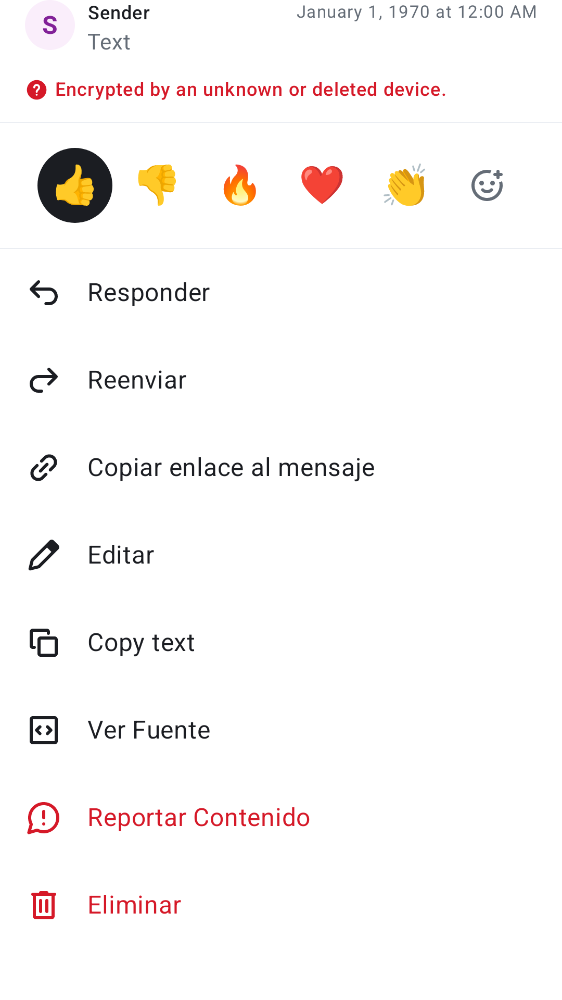 S
Sender
January 1, 1970 at 12:00 AM
Text
Encrypted by an unknown or deleted device.
Responder
Reenviar
Copiar enlace al mensaje
Editar
Copy text
Ver Fuente
Reportar Contenido
Eliminar